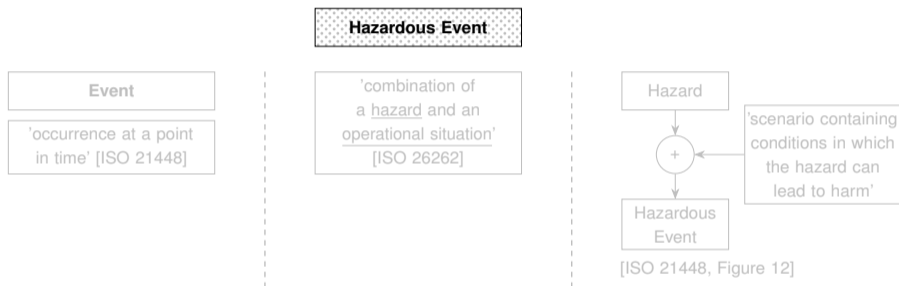 Hazardous Event
Event
'occurrence at a point
in time' [ISO 21448]
'combination of
a hazard and an
operational situation'
[ISO 26262]
Hazard
+
'scenario containing
conditions in which
the hazard can
lead to harm'
Hazardous
Event
[ISO 21448, Figure 12]